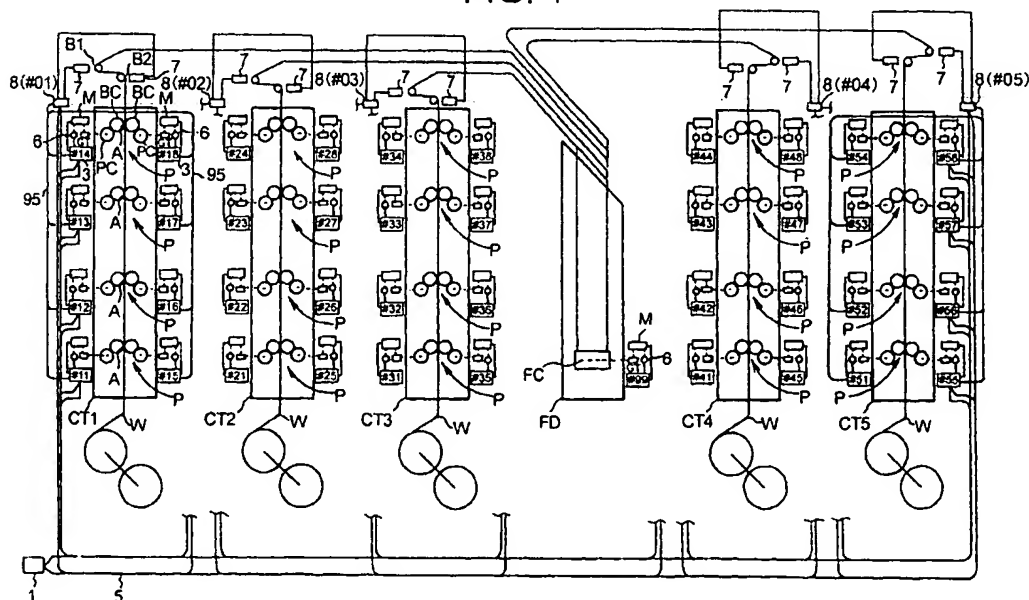 B1
B2
7
7
8(#01)
8(#02)
7
7
8(#03)
7
7
7
7
8(#04)
7
7
8(#05)
BC
BC
M
M
6
6
PC
PC
A
G
G
3
3
95
95
#14
#18
P
#24
#28
P
#34
#38
P
#44
#48
P
#54
#58
P
#13
#17
A
P
#23
#27
P
#33
#37
P
#43
#47
P
#53
#57
P
#12
#16
A
P
#22
#26
P
#32
#36
P
#42
#46
P
#52
#56
P
#11
#15
A
P
#21
#25
P
#31
#35
P
FC
M
6
G
#99
#41
#45
P
#51
#55
P
CT1
W
CT2
W
CT3
W
FD
CT4
W
CT5
W
1
5